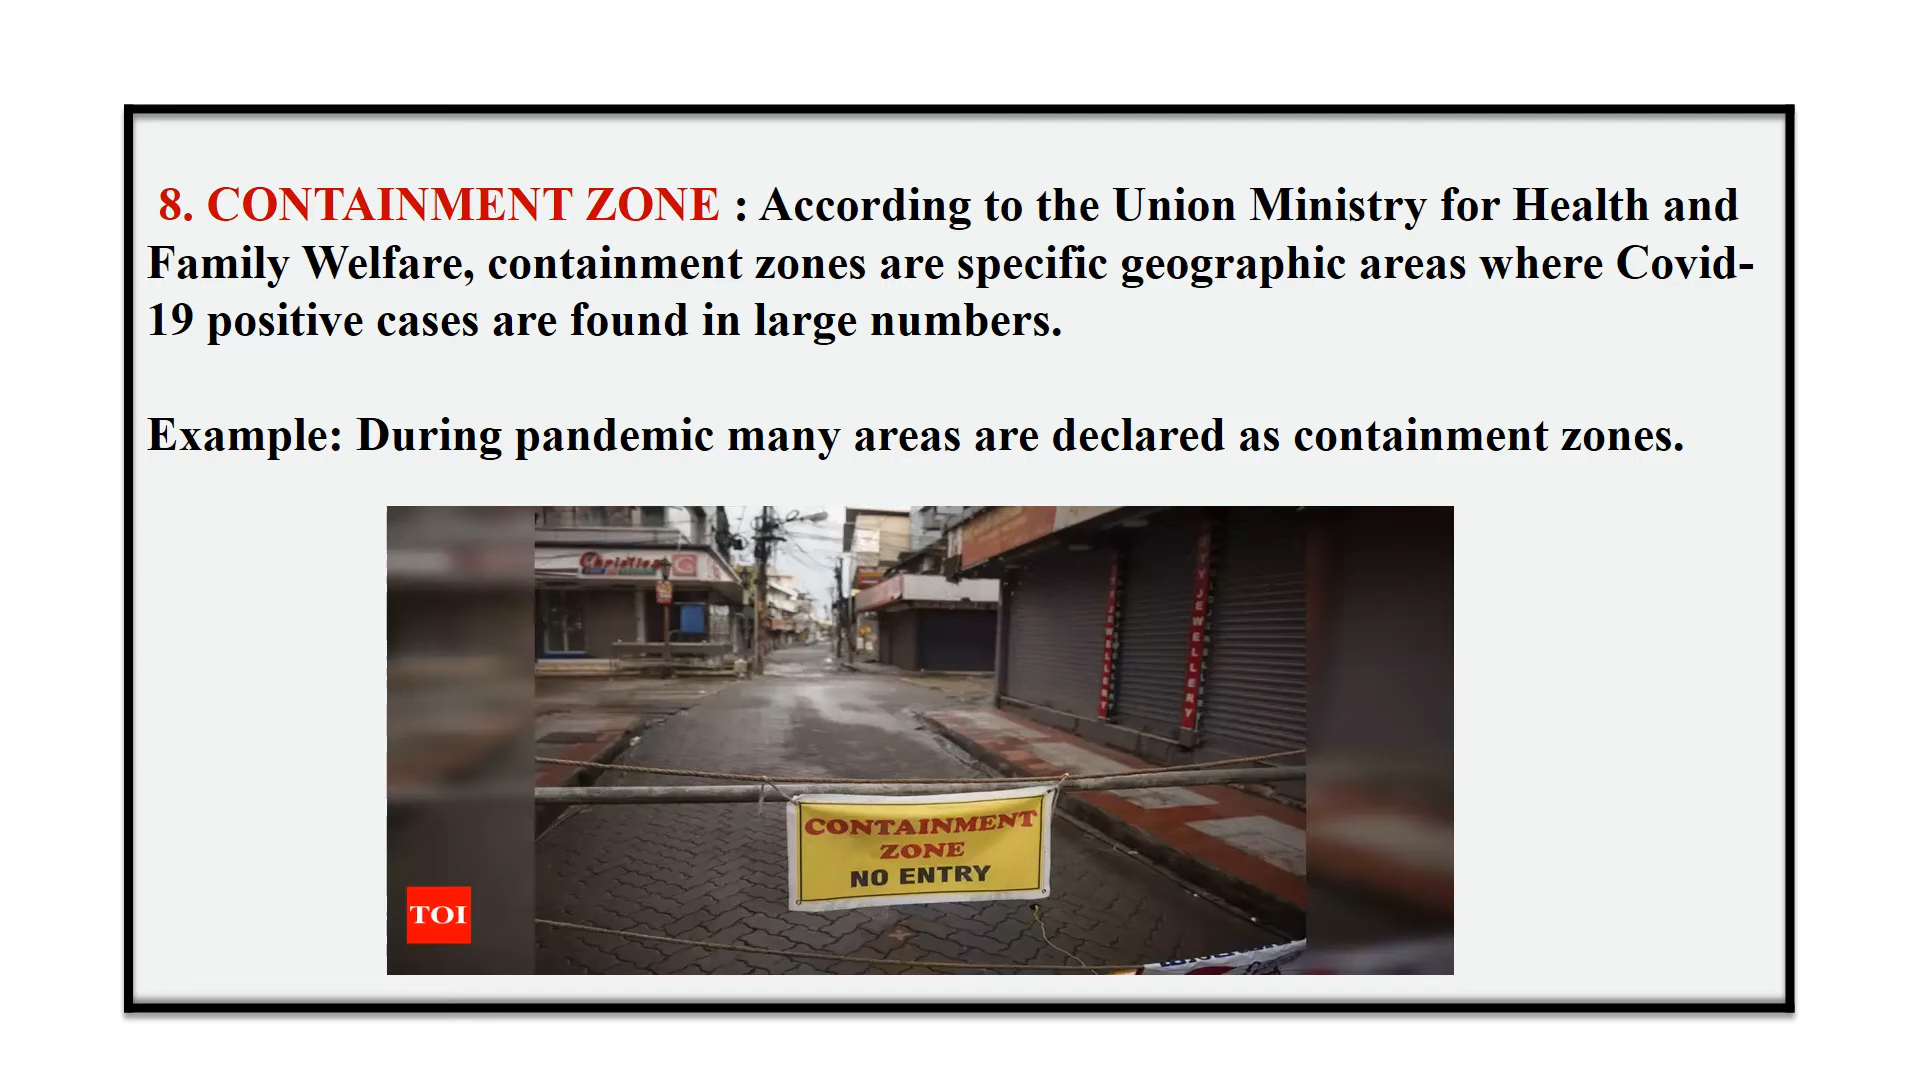 8. CONTAINMENT ZONE : According to the Union Ministry for Health and
Family Welfare, containment zones are specific geographic areas where Covid-
19 positive cases are found in large numbers.
Example: During pandemic many areas are declared as containment zones.
JEWELLERY
JEWELLERY
CONTAINMENT
ZONE
NO ENTRY
TOI